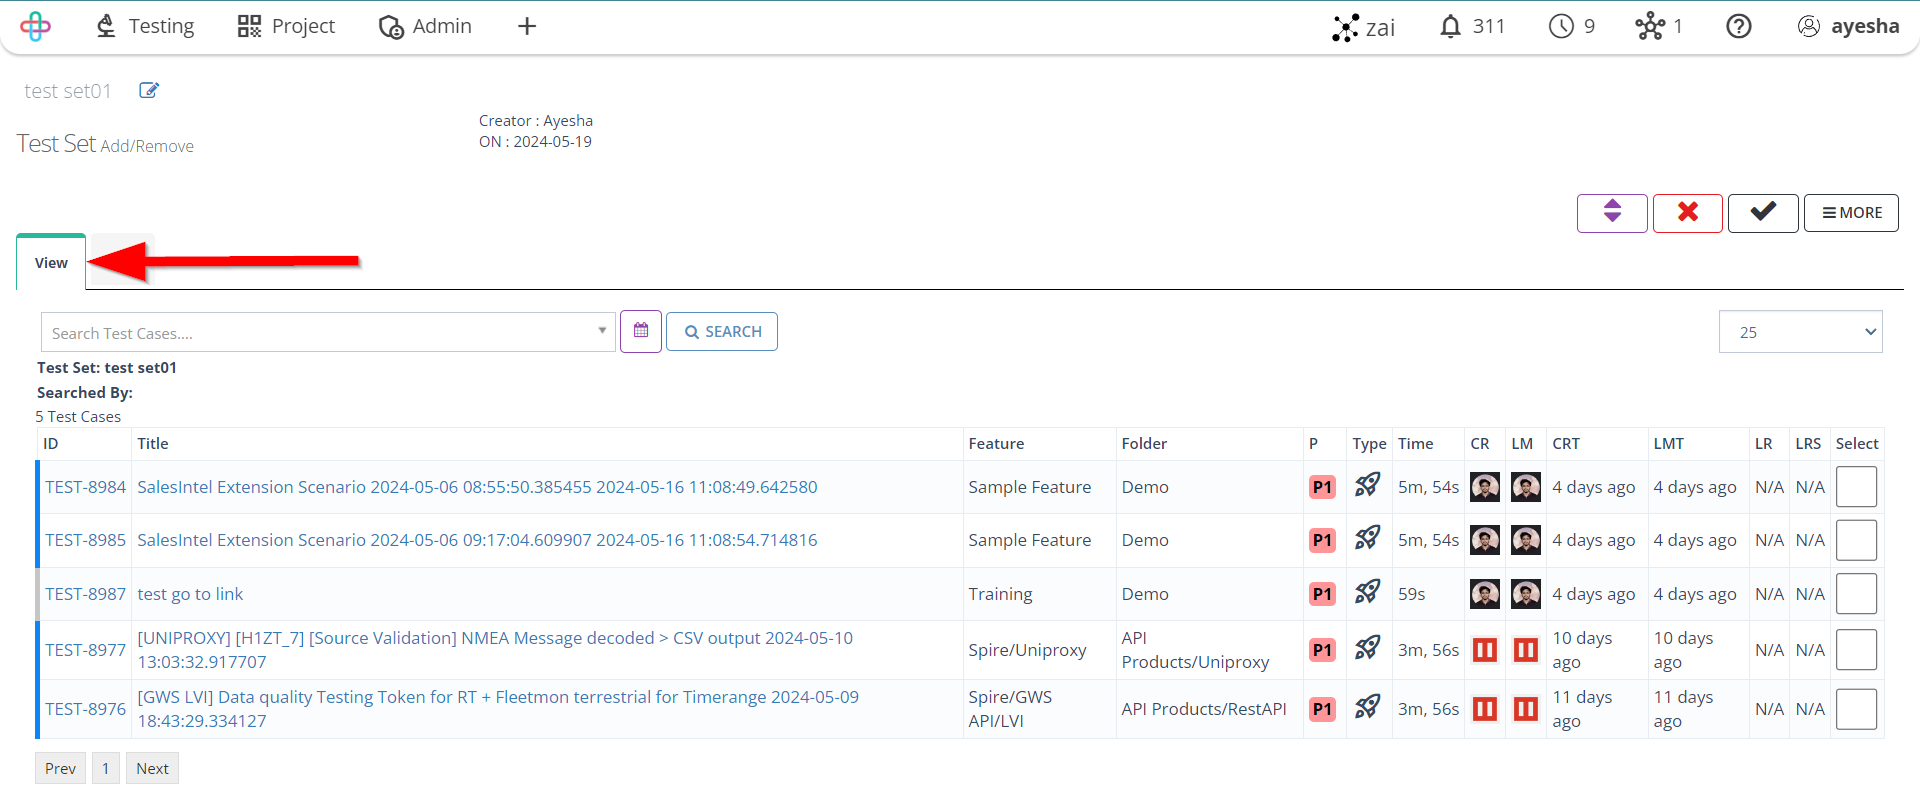 Testing Project Admin + zai 311 9 1 ayesha
test set01
Creator : Ayesha
ON : 2024-05-19
Test Set Add/Remove
MORE
View
Search Test Cases.... SEARCH 25
Test Set: test set01
Searched By:
5 Test Cases
ID Title Feature Folder P Type Time CR LM CRT LMT LR LRS Select
TEST-8984 SalesIntel Extension Scenario 2024-05-06 08:55:50.385455 2024-05-16 11:08:49.642580 Sample Feature Demo P1 5m, 54s 4 days ago 4 days ago N/A N/A
TEST-8985 SalesIntel Extension Scenario 2024-05-06 09:17:04.609907 2024-05-16 11:08:54.714816 Sample Feature Demo P1 5m, 54s 4 days ago 4 days ago N/A N/A
TEST-8987 test go to link Training Demo P1 59s 4 days ago 4 days ago N/A N/A
TEST-8977 [UNIPROXY] [H1ZT_7] [Source Validation] NMEA Message decoded > CSV output 2024-05-10
13:03:32.917707 Spire/Uniproxy API
Products/Uniproxy P1 3m, 56s 10 days
ago 10 days
ago N/A N/A
TEST-8976 [GWS LVI] Data quality Testing Token for RT + Fleetmon terrestrial for Timerange 2024-05-09
18:43:29.334127 Spire/GWS
API/LVI API Products/RestAPI P1 3m, 56s 11 days
ago 11 days
ago N/A N/A
Prev 1 Next